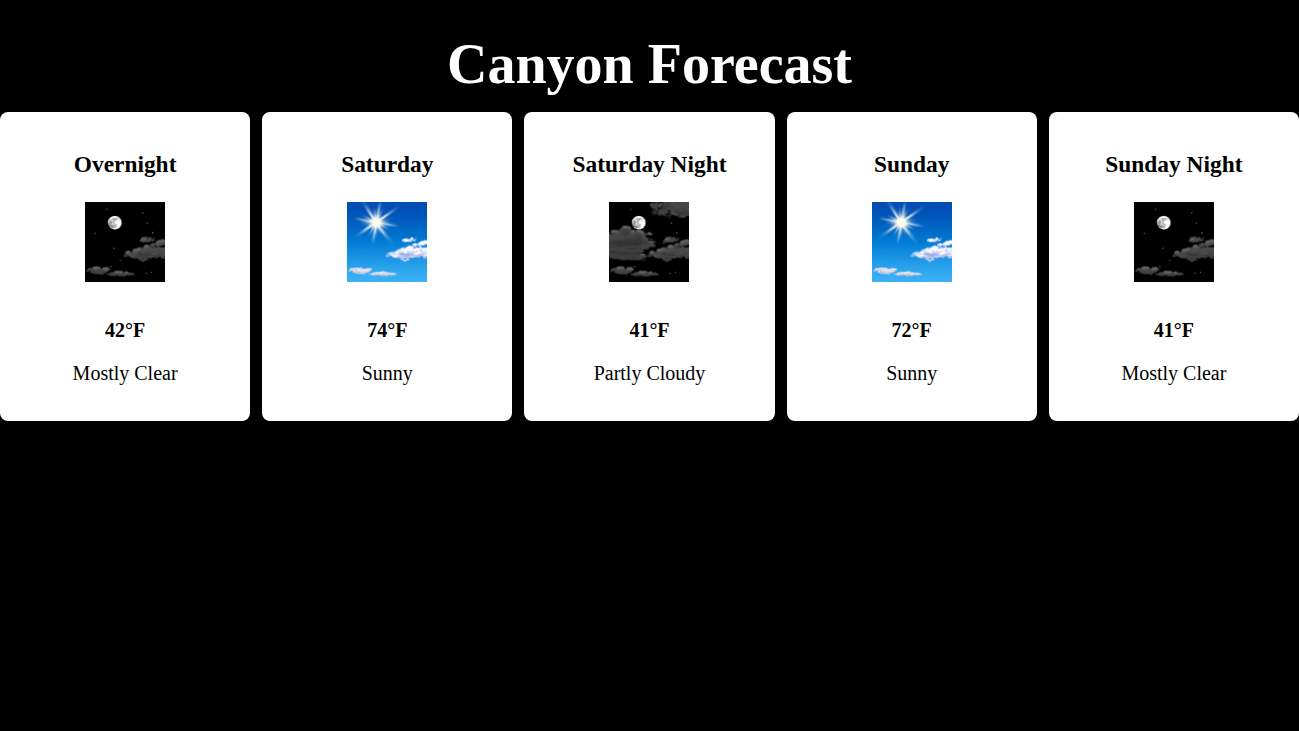 Canyon Forecast
Overnight
42°F
Mostly Clear
Saturday
74°F
Sunny
Saturday Night
41°F
Partly Cloudy
Sunday
72°F
Sunny
Sunday Night
41°F
Mostly Clear